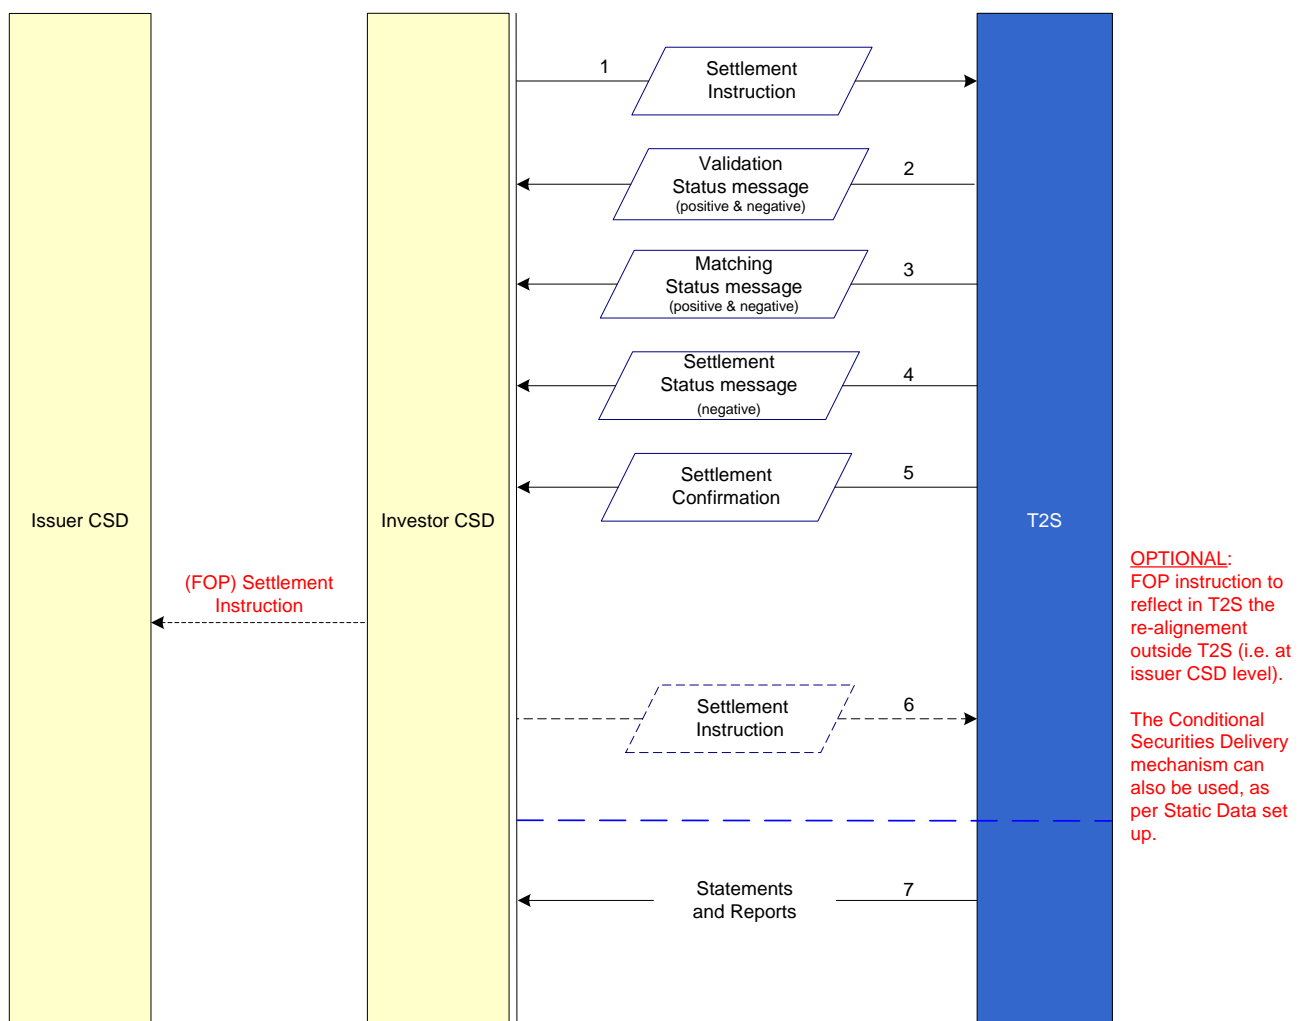 1
Settlement
Instruction
Validation
Status message
(positive & negative)
2
Matching
Status message
(positive & negative)
3
Settlement
Status message
(negative)
4
Settlement
Confirmation
5
Issuer CSD
Investor CSD
T2S
(FOP) Settlement
Instruction
OPTIONAL:
FOP instruction to
reflect in T2S the
re-alignement
outside T2S (i.e. at
issuer CSD level).
The Conditional
Securities Delivery
mechanism can
also be used, as
per Static Data set
up.
Settlement
Instruction
6
Statements
and Reports
7